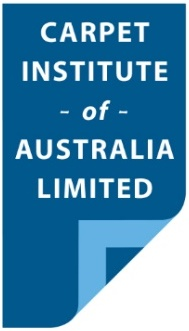 CARPET
INSTITUTE
- of -
AUSTRALIA
LIMITED